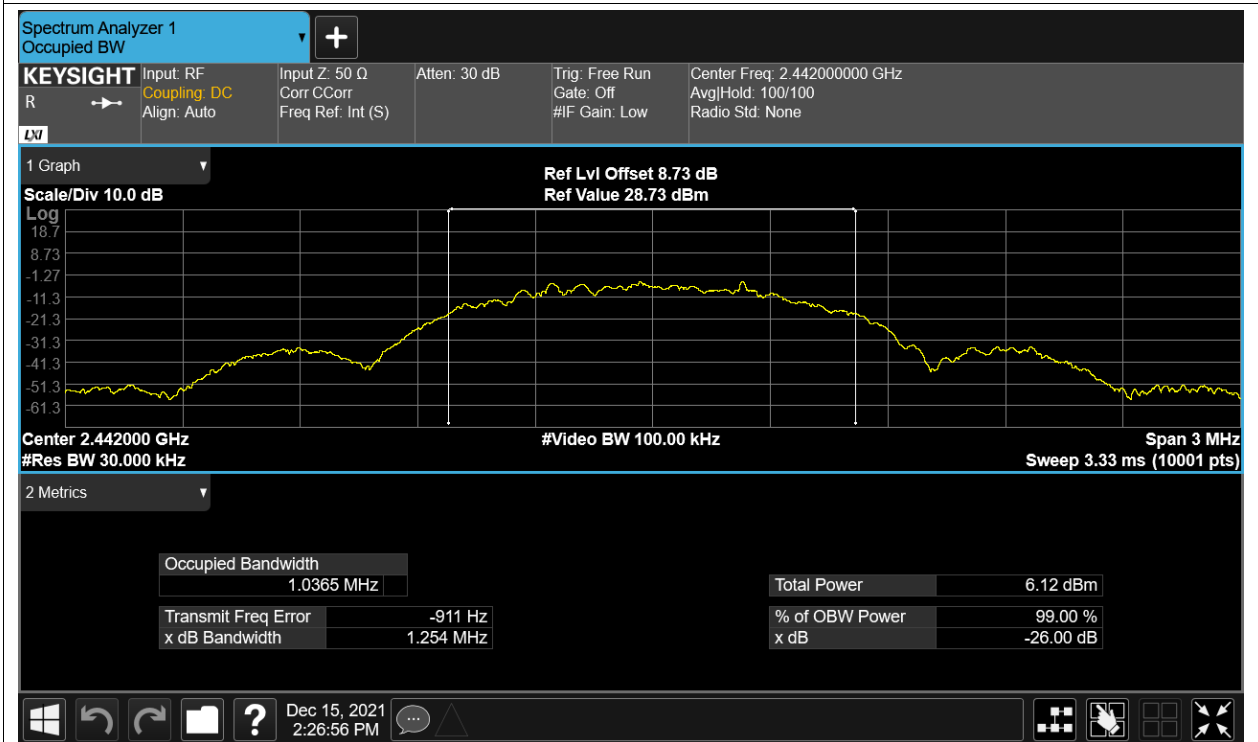 Spectrum Analyzer 1
Occupied BW
▼
+
KEYSIGHT
R
LXI
Input: RF
Coupling: DC
Align: Auto
Input Z: 50 Ω
Corr CCorr
Freq Ref: Int (S)
Atten: 30 dB
Trig: Free Run
Gate: Off
#IF Gain: Low
Center Freq: 2.442000000 GHz
Avg|Hold: 100/100
Radio Std: None
1 Graph ▼
Scale/Div 10.0 dB
Ref Lvl Offset 8.73 dB
Ref Value 28.73 dBm
Log
18.7
8.73
-1.27
-11.3
-21.3
-31.3
-41.3
-51.3
-61.3
Center 2.442000 GHz
#Res BW 30.000 kHz
#Video BW 100.00 kHz
Span 3 MHz
Sweep 3.33 ms (10001 pts)
2 Metrics ▼
Occupied Bandwidth
1.0365 MHz
Transmit Freq Error -911 Hz
x dB Bandwidth 1.254 MHz
Total Power 6.12 dBm
% of OBW Power 99.00 %
x dB -26.00 dB
?
Dec 15, 2021
2:26:56 PM